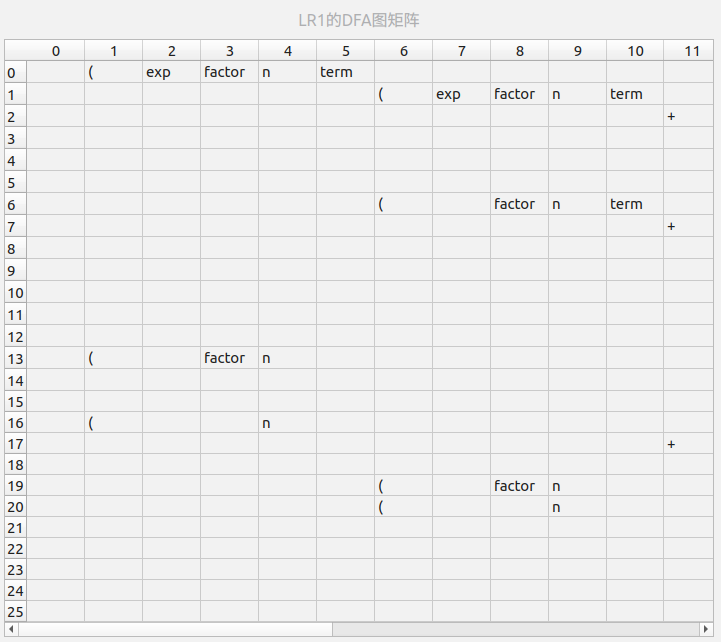 LR1的DFA图矩阵
0 1 2 3 4 5 6 7 8 9 10 11
0 ( exp factor n term
1 ( exp factor n term
2 +
3
4
5
6 ( factor n term
7 +
8
9
10
11
12
13 ( factor n
14
15
16 ( n
17 +
18
19 ( factor n
20 ( n
21
22
23
24
25